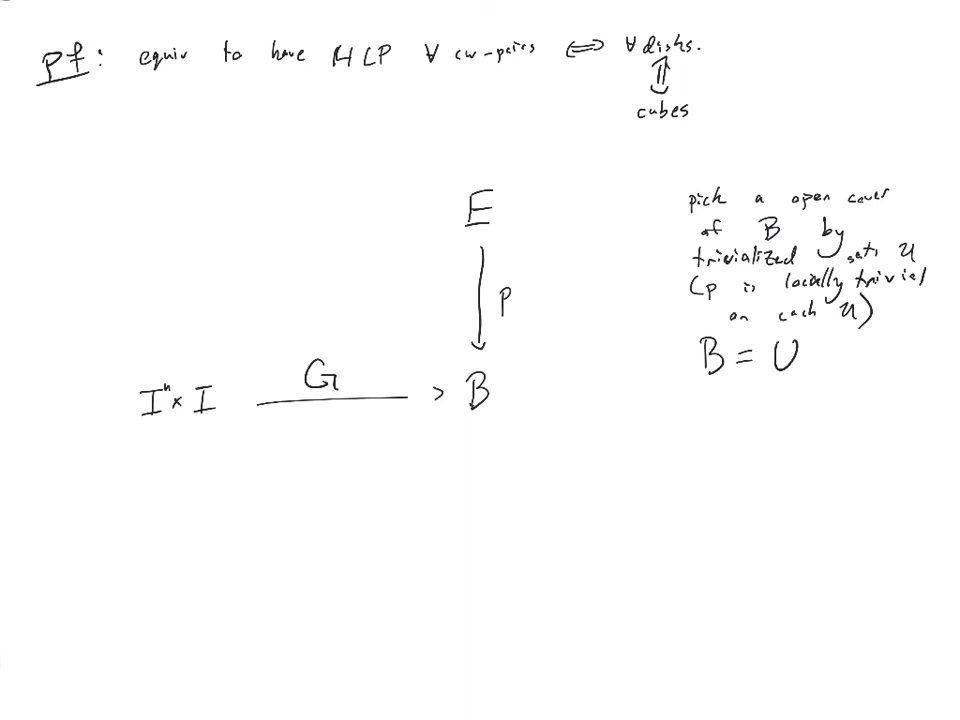 Pf: equiv to have HLP ∀ cw-pairs ⟺ ∀ disks.
⇕
cubes
E
↓ p
I^n × I —G—> B
pick a open cover
of B by
trivialized sets U
(p is locally trivial
on each U)
B = U